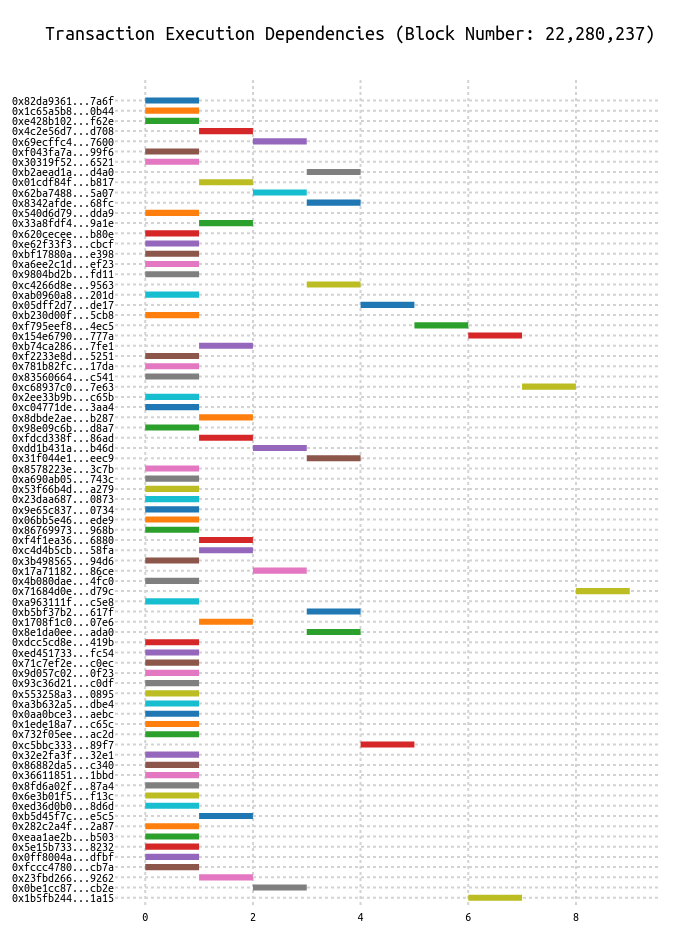 Transaction Execution Dependencies (Block Number: 22,280,237)
0x82da9361...7a6f
0x1c65a5b8...0b44
0xe428b102...f62e
0x4c2e56d7...d708
0x69ecffc4...7600
0xf043fa7a...99f6
0x30319f52...6521
0xb2aead1a...d4a0
0x01cdf84f...b817
0x62ba7488...5a07
0x8342afde...68fc
0x540d6d79...dda9
0x33a8fdf4...9a1e
0x620cecee...b80e
0xe62f33f3...cbcf
0xbf17880a...e398
0xa6ee2c1d...ef23
0x9804bd2b...fd11
0xc4266d8e...9563
0xab0960a8...201d
0x05dff2d7...de17
0xb230d00f...5cb8
0xf795eef8...4ec5
0x154e6790...777a
0xb74ca286...7fe1
0xf2233e8d...5251
0x781b82fc...17da
0x83560664...c541
0xc68937c0...7e63
0x2ee33b9b...c65b
0xc04771de...3aa4
0x8dbde2ae...b287
0x98e09c6b...d8a7
0xfdcd338f...86ad
0xdd1b431a...b46d
0x31f044e1...eec9
0x8578223e...3c7b
0xa690ab05...743c
0x53f66b4d...a279
0x23daa687...0873
0x9e65c837...0734
0x06bb5e46...ede9
0x86769973...968b
0xf4f1ea36...6880
0xc4d4b5cb...58fa
0x3b498565...94d6
0x17a71182...86ce
0x4b080dae...4fc0
0x71684d0e...d79c
0xa963111f...c5e8
0xb5bf37b2...617f
0x1708f1c0...07e6
0x8e1da0ee...ada0
0xdcc5cd8e...419b
0xed451733...fc54
0x71c7ef2e...c0ec
0x9d057c02...0f23
0x93c36d21...c0df
0x553258a3...0895
0xa3b632a5...dbe4
0x0aa0bce3...aebc
0x1ede18a7...c65c
0x732f05ee...ac2d
0xc5bbc333...89f7
0x32e2fa3f...32e1
0x86882da5...c340
0x36611851...1bbd
0x8fd6a02f...87a4
0x6e3b01f5...f13c
0xed36d0b0...8d6d
0xb5d45f7c...e5c5
0x282c2a4f...2a87
0xeaa1ae2b...b503
0x5e15b733...8232
0x0ff8004a...dfbf
0xfccc4780...cb7a
0x23fbd266...9262
0x0be1cc87...cb2e
0x1b5fb244...1a15
0 2 4 6 8